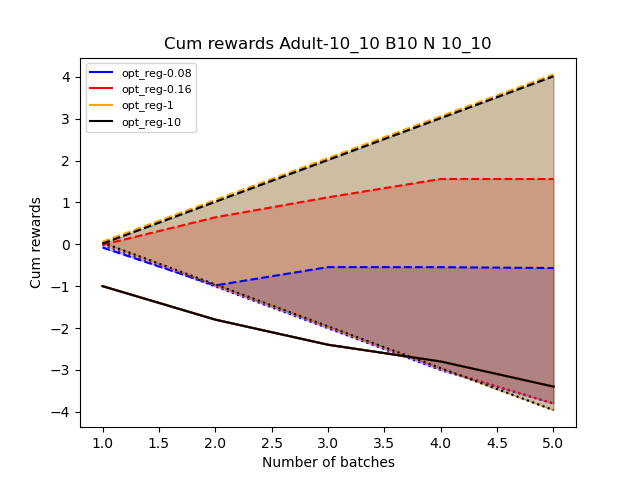 Cum rewards Adult-10_10 B10 N 10_10
opt_reg-0.08
opt_reg-0.16
opt_reg-1
opt_reg-10
Cum rewards
4
3
2
1
0
−1
−2
−3
−4
1.0 1.5 2.0 2.5 3.0 3.5 4.0 4.5 5.0
Number of batches